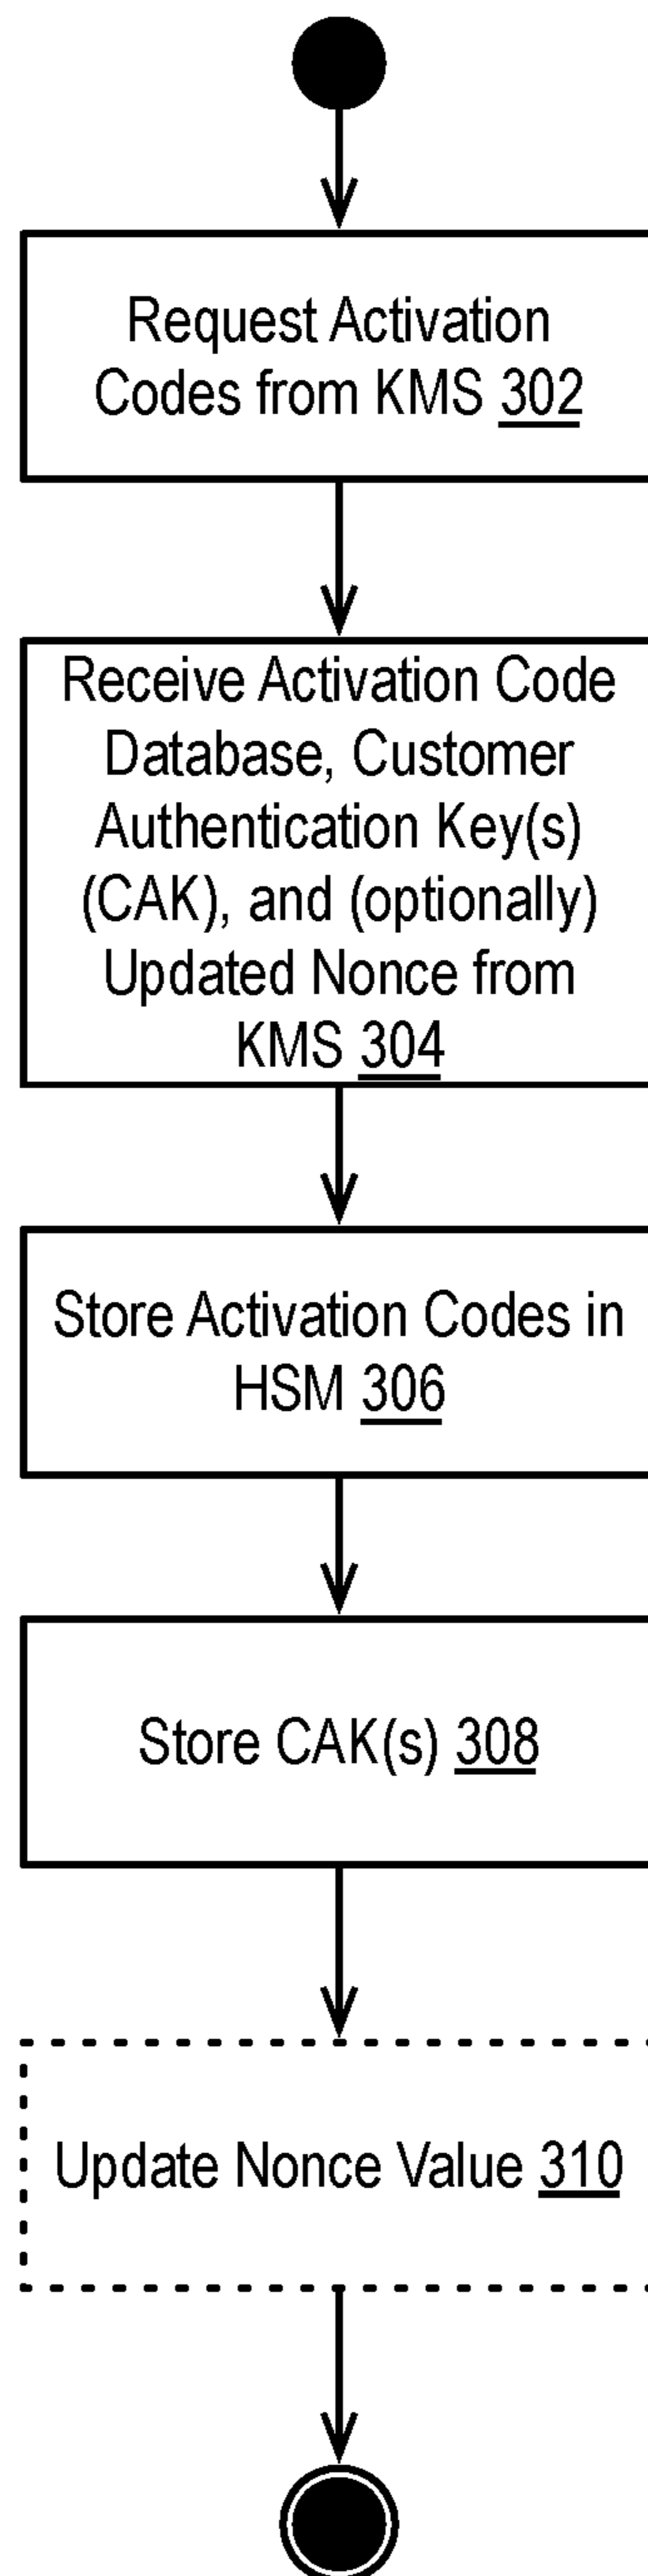 Request Activation
Codes from KMS 302
Receive Activation Code
Database, Customer
Authentication Key(s)
(CAK), and (optionally)
Updated Nonce from
KMS 304
Store Activation Codes in
HSM 306
Store CAK(s) 308
Update Nonce Value 310